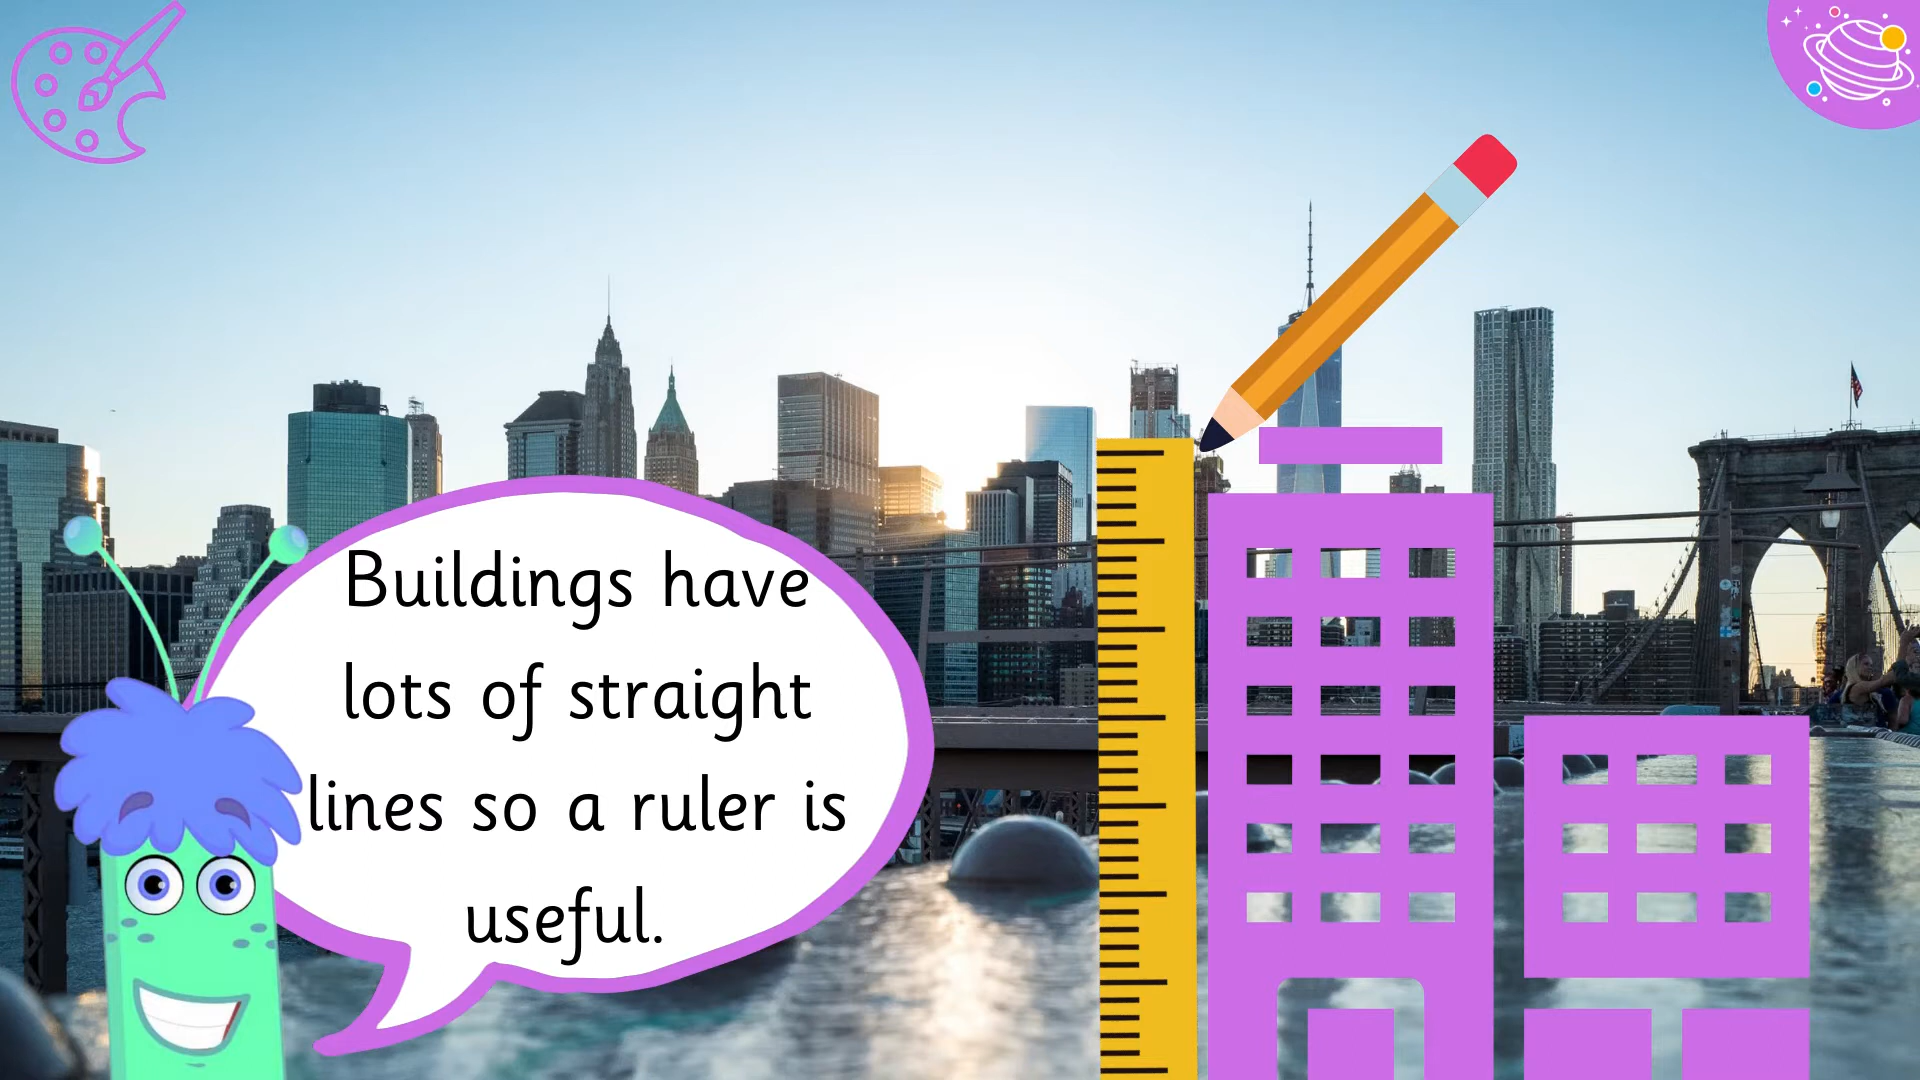 Buildings have
lots of straight
lines so a ruler is
useful.